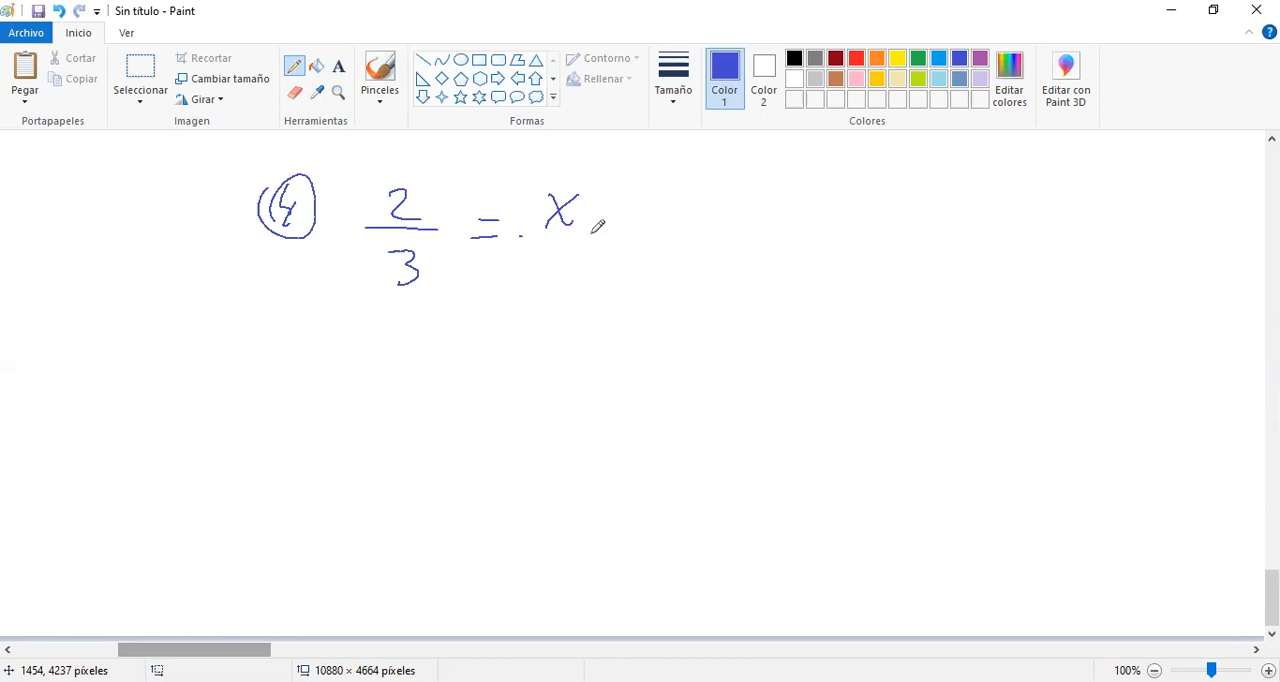 Sin título - Paint
Archivo Inicio Ver
Pegar Cortar Copiar Seleccionar Recortar Cambiar tamaño Girar A Pinceles Contorno Rellenar Tamaño Color 1 Color 2 Editar colores Editar con Paint 3D
Portapapeles Imagen Herramientas Formas Colores
4 2/3 = . X
1454, 4237 píxeles 10880 × 4664 píxeles 100%